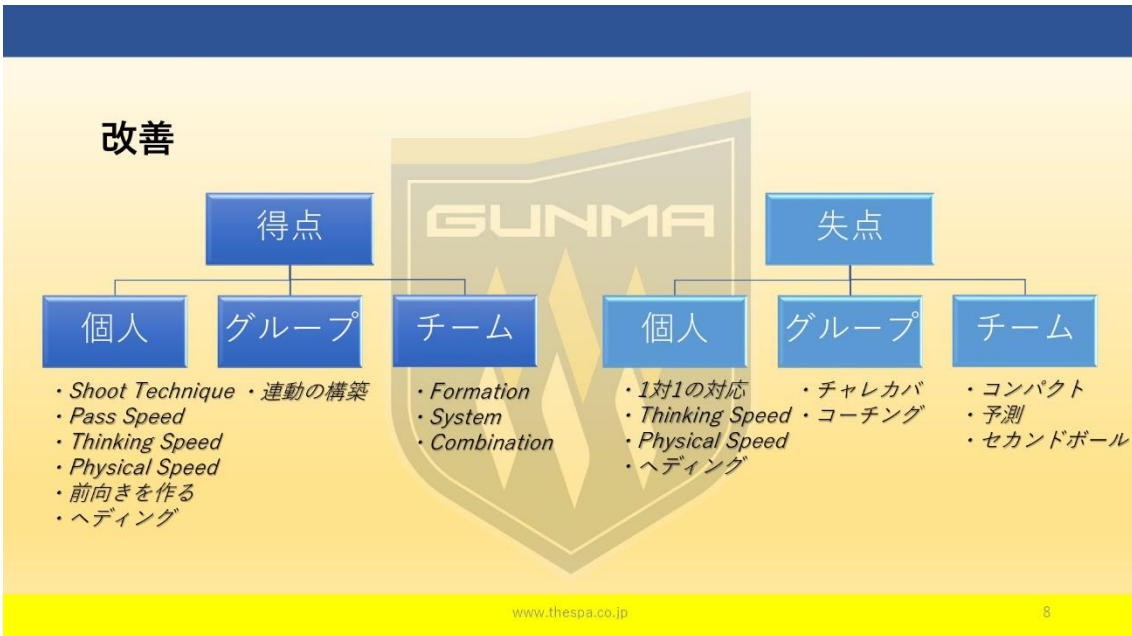 改善
GUNMA
得点
個人
・Shoot Technique
・Pass Speed
・Thinking Speed
・Physical Speed
・前向きを作る
・ヘディング
グループ
・連動の構築
チーム
・Formation
・System
・Combination
失点
個人
・1対1の対応
・Thinking Speed
・Physical Speed
・ヘディング
グループ
・チャレカバ
・コーチング
チーム
・コンパクト
・予測
・セカンドボール
www.thespa.co.jp
8